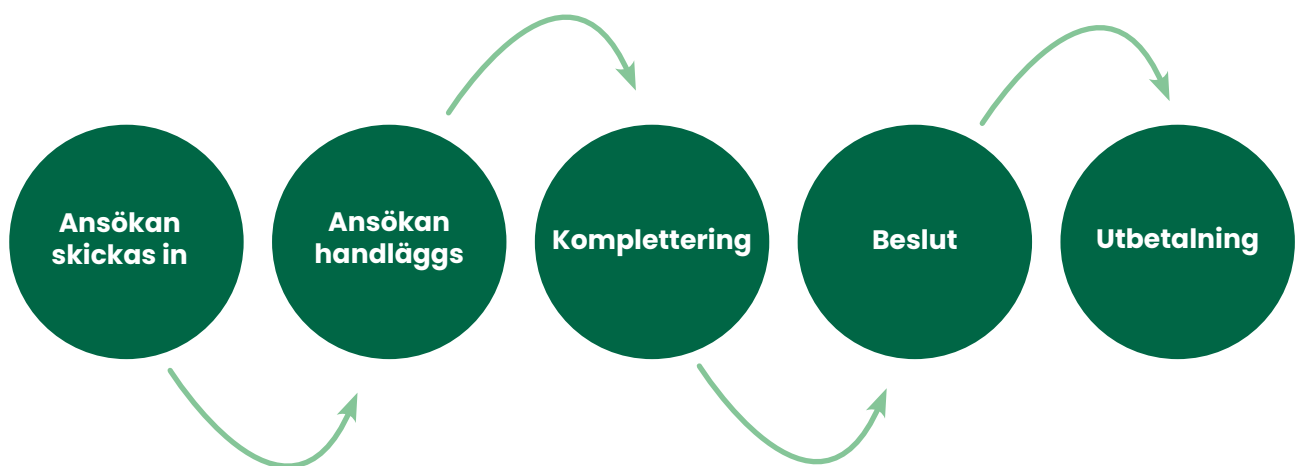 Ansökan
skickas in
Ansökan
handläggs
Komplettering
Beslut
Utbetalning